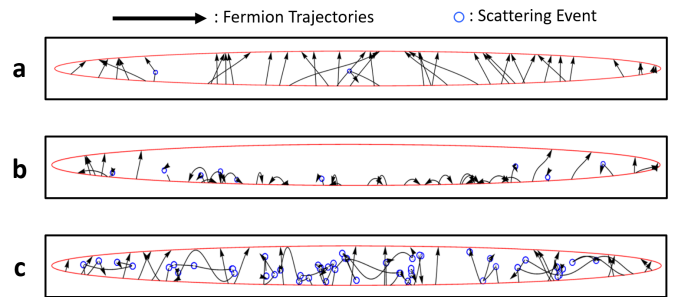 : Fermion Trajectories
: Scattering Event
a
b
c